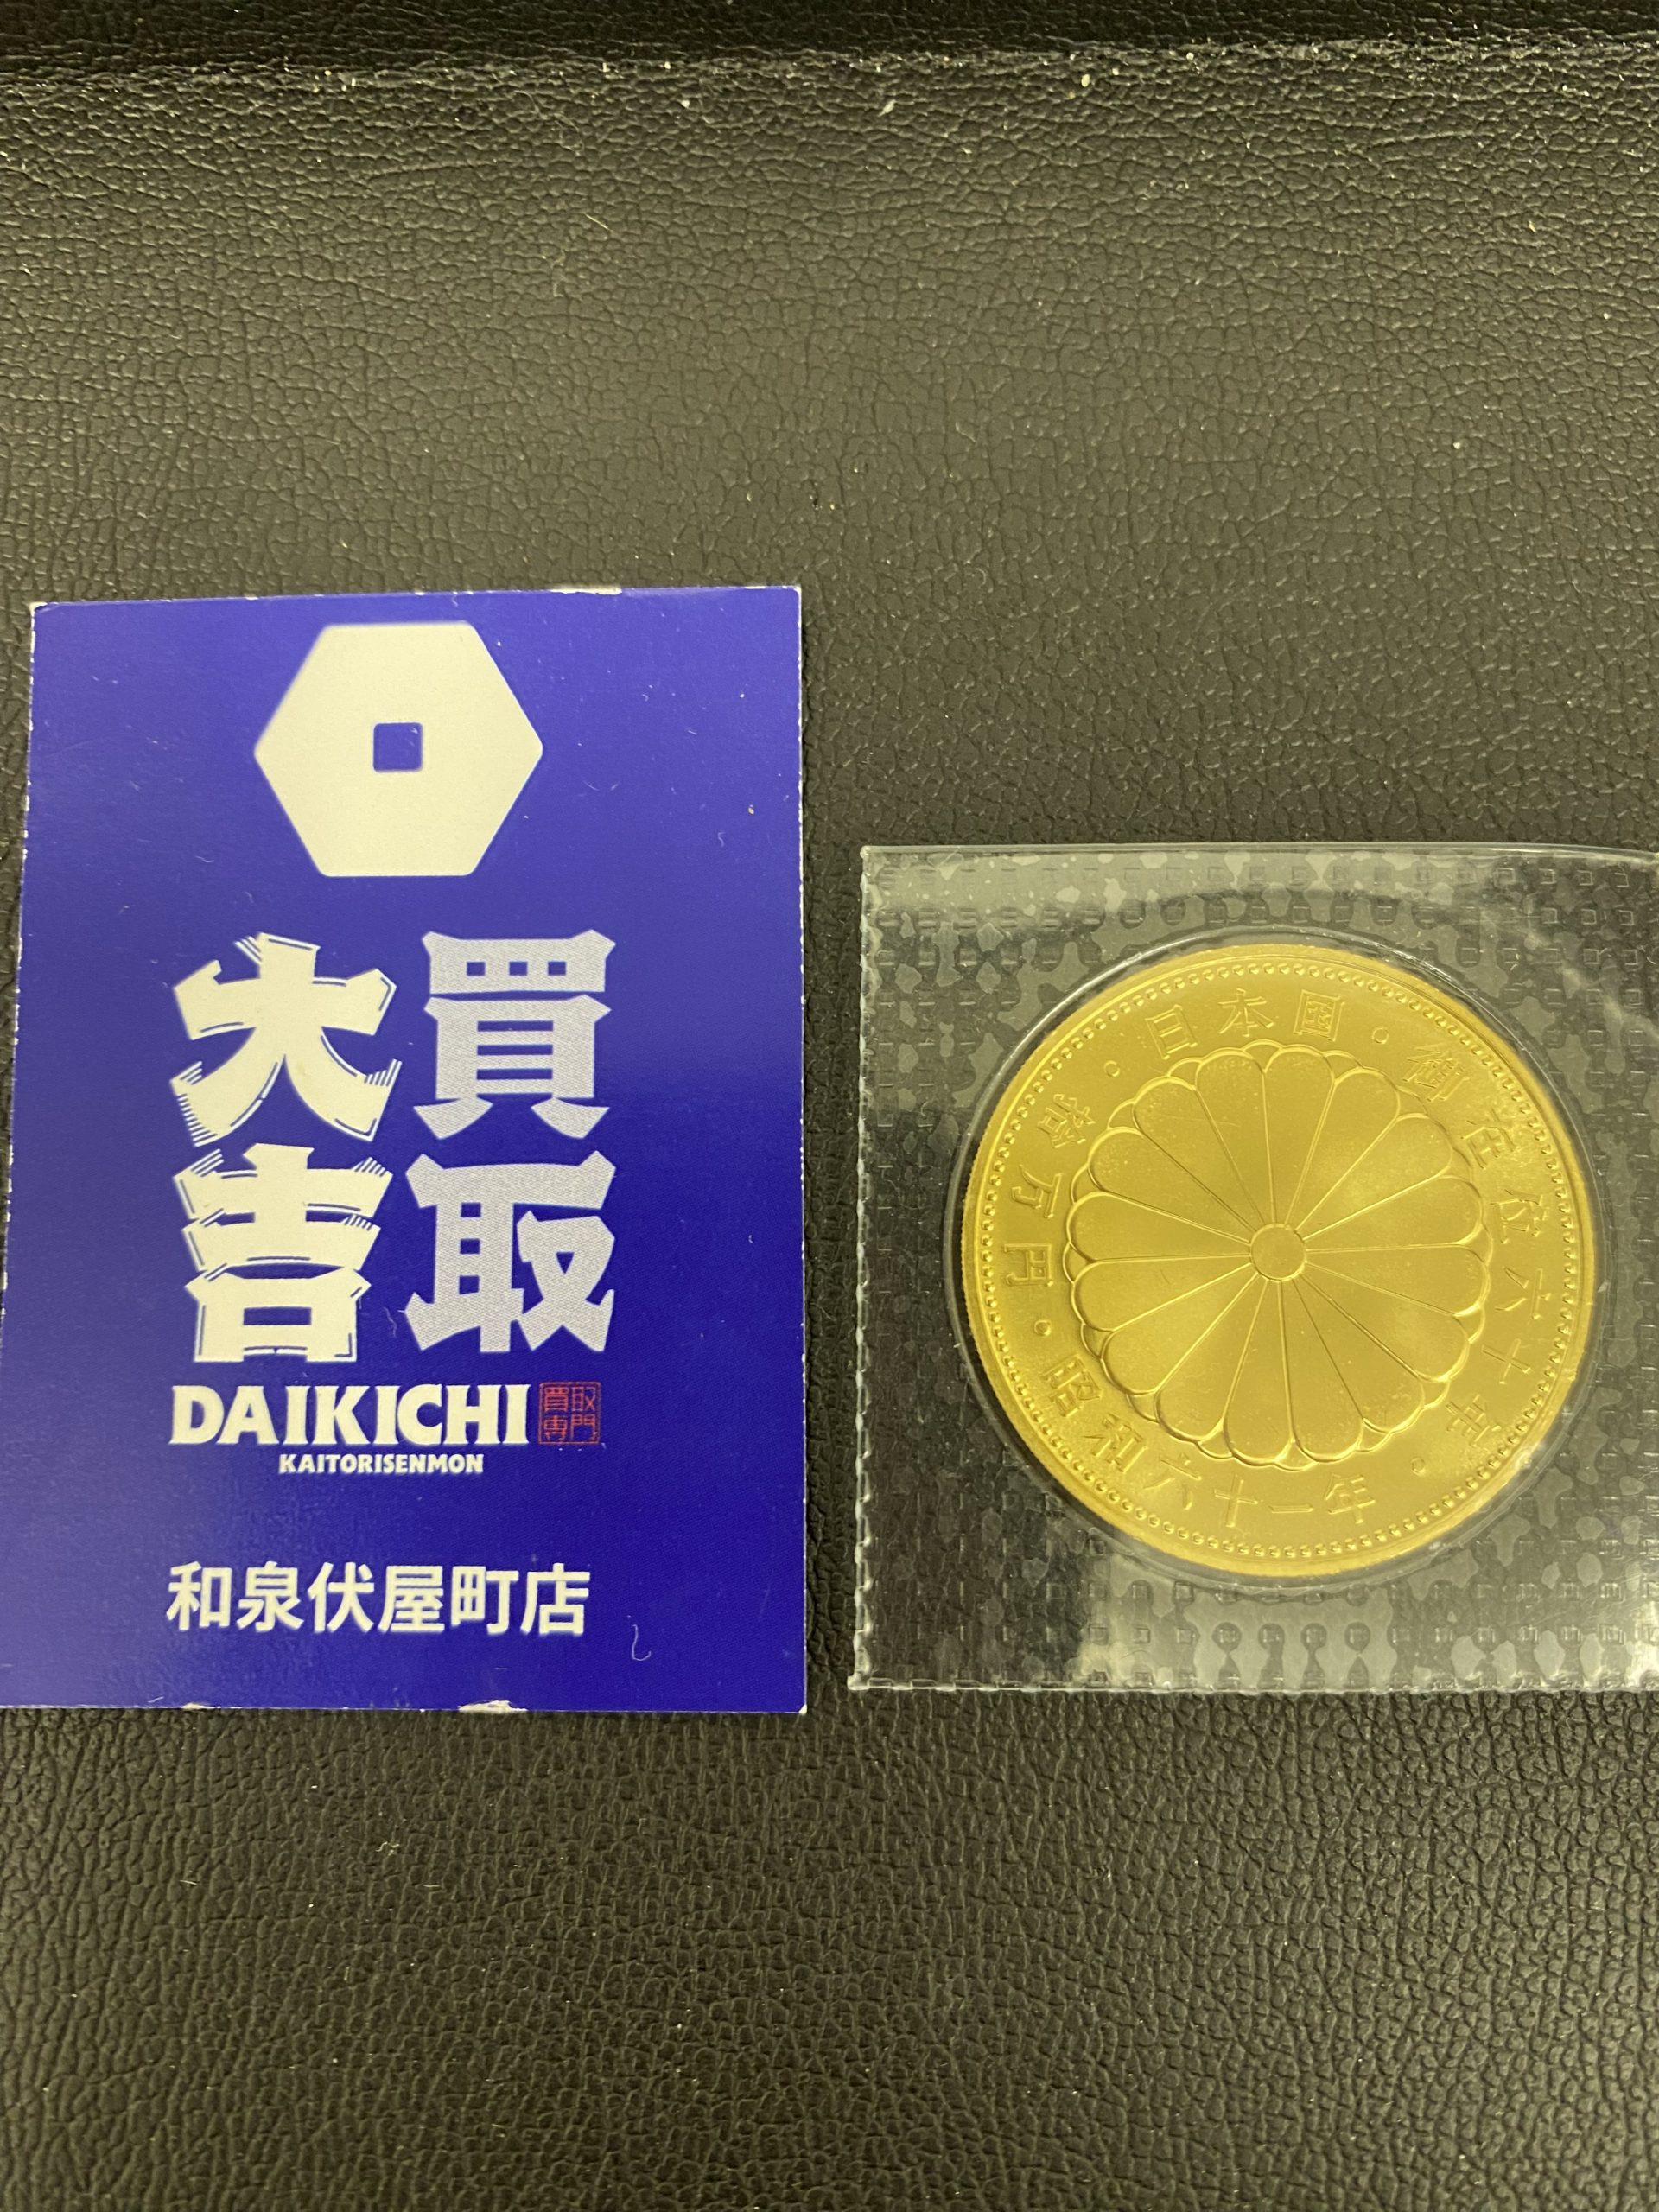 買取
大吉
DAIKICHI
買取
専門
KAITORISENMON
和泉伏屋町店
日本国
御在位六十年
昭和六十一年
拾万円